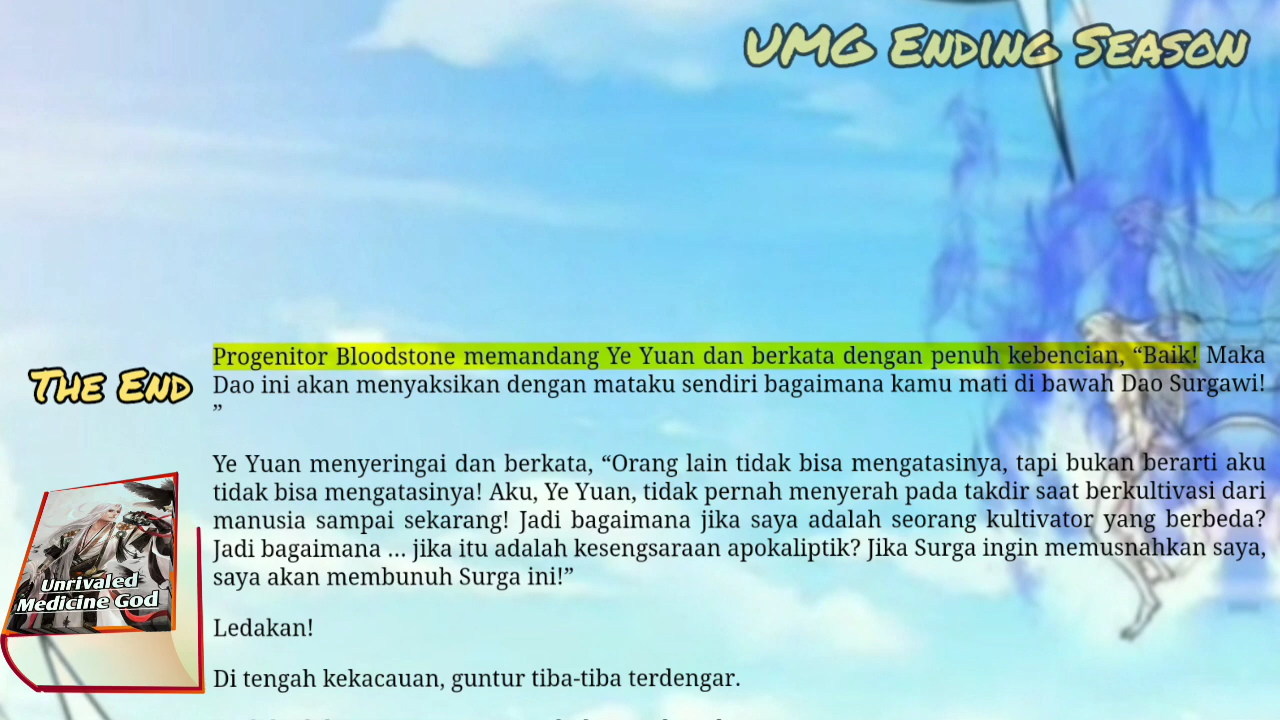 UMG Ending Season
Progenitor Bloodstone memandang Ye Yuan dan berkata dengan penuh kebencian, “Baik! Maka
Dao ini akan menyaksikan dengan mataku sendiri bagaimana kamu mati di bawah Dao Surgawi!
”
The End
Ye Yuan menyeringai dan berkata, “Orang lain tidak bisa mengatasinya, tapi bukan berarti aku
tidak bisa mengatasinya! Aku, Ye Yuan, tidak pernah menyerah pada takdir saat berkultivasi dari
manusia sampai sekarang! Jadi bagaimana jika saya adalah seorang kultivator yang berbeda?
Jadi bagaimana ... jika itu adalah kesengsaraan apokaliptik? Jika Surga ingin memusnahkan saya,
saya akan membunuh Surga ini!”
Unrivaled
Medicine God
Ledakan!
Di tengah kekacauan, guntur tiba-tiba terdengar.